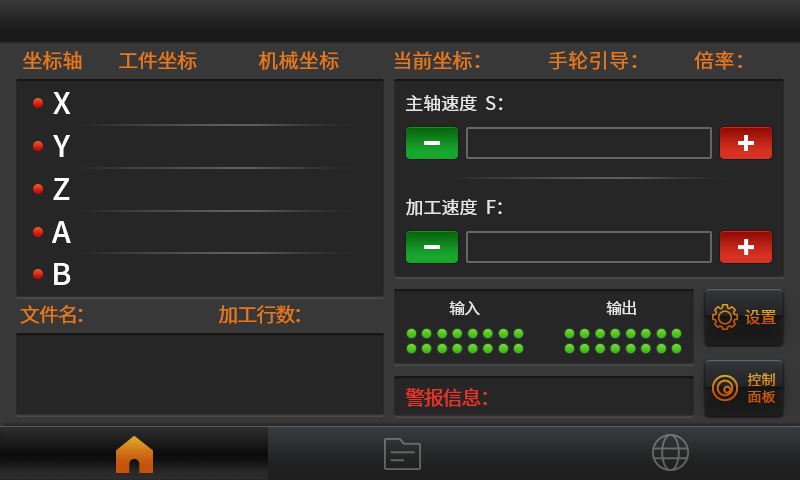 坐标轴 工件坐标 机械坐标 当前坐标： 手轮引导： 倍率：
X
Y
Z
A
B
主轴速度 S：
加工速度 F：
文件名： 加工行数：
输入 输出
设置
控制
面板
警报信息：